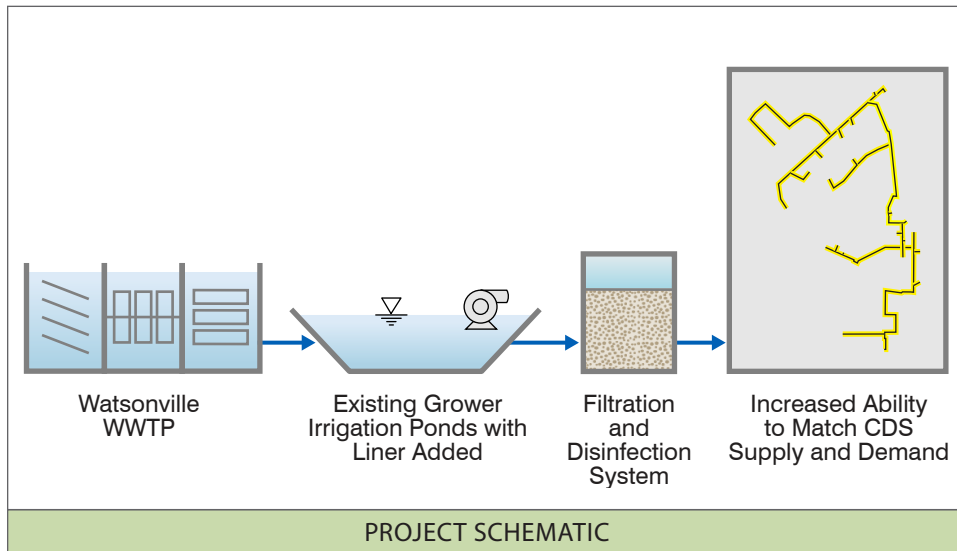 Watsonville
WWTP
Existing Grower
Irrigation Ponds with
Liner Added
Filtration
and
Disinfection
System
Increased Ability
to Match CDS
Supply and Demand
PROJECT SCHEMATIC